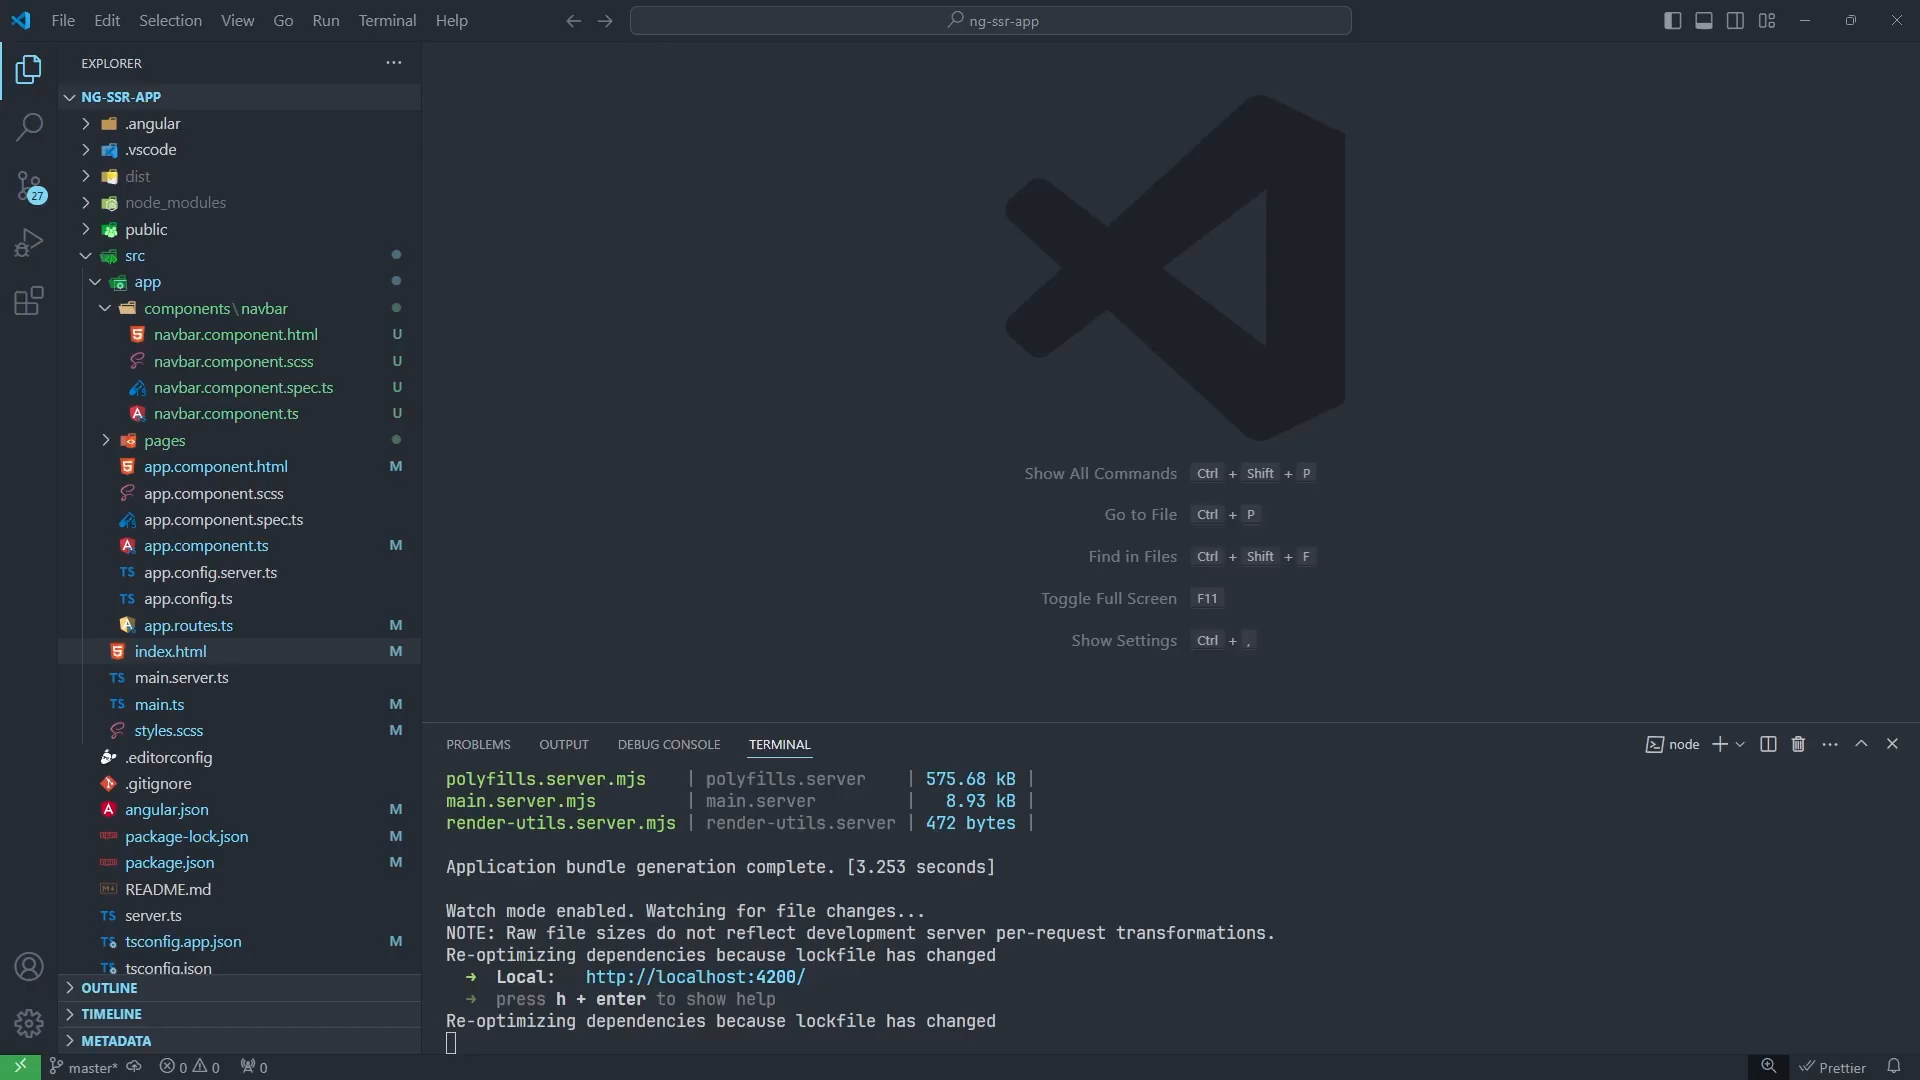 File Edit Selection View Go Run Terminal Help
ng-ssr-app
EXPLORER
NG-SSR-APP
.angular
.vscode
dist
node_modules
public
src
app
components\navbar
navbar.component.html U
navbar.component.scss U
navbar.component.spec.ts U
navbar.component.ts U
pages
app.component.html M
app.component.scss
app.component.spec.ts
app.component.ts M
TS app.config.server.ts
TS app.config.ts
app.routes.ts M
index.html M
TS main.server.ts
TS main.ts M
styles.scss M
.editorconfig
.gitignore
angular.json M
package-lock.json M
package.json M
README.md
TS server.ts
TS tsconfig.app.json M
TS tsconfig.json
OUTLINE
TIMELINE
METADATA
27
Show All Commands Ctrl + Shift + P
Go to File Ctrl + P
Find in Files Ctrl + Shift + F
Toggle Full Screen F11
Show Settings Ctrl + ,
PROBLEMS OUTPUT DEBUG CONSOLE TERMINAL
node
polyfills.server.mjs | polyfills.server | 575.68 kB |
main.server.mjs | main.server | 8.93 kB |
render-utils.server.mjs | render-utils.server | 472 bytes |
Application bundle generation complete. [3.253 seconds]
Watch mode enabled. Watching for file changes...
NOTE: Raw file sizes do not reflect development server per-request transformations.
Re-optimizing dependencies because lockfile has changed
➜ Local: http://localhost:4200/
➜ press h + enter to show help
Re-optimizing dependencies because lockfile has changed
master* 0 0 0
Prettier